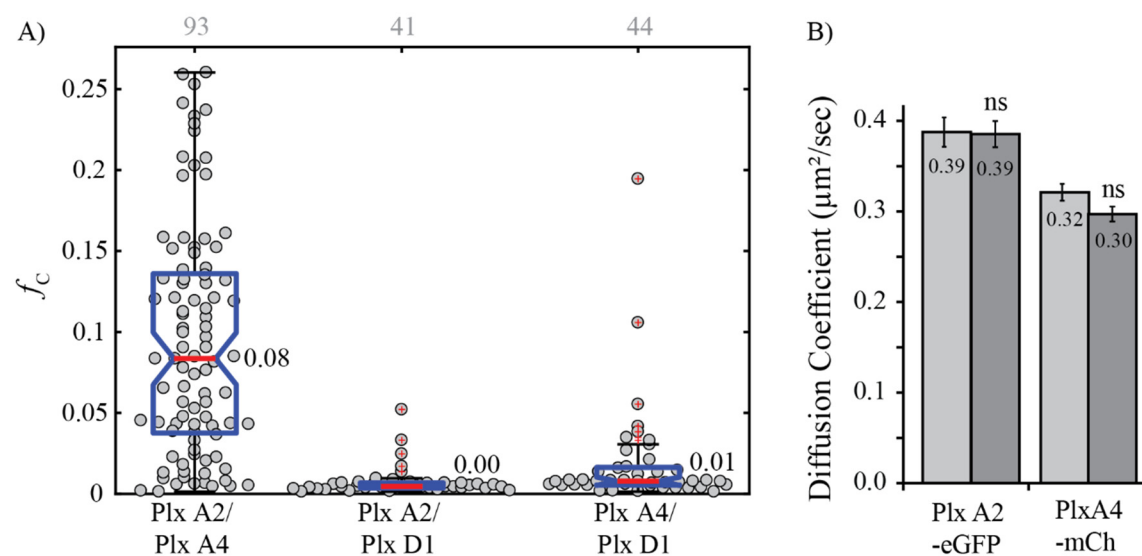 A)
93
41
44
f_C
0.25
0.2
0.15
0.1
0.05
0
0.08
0.00
0.01
Plx A2/
Plx A4
Plx A2/
Plx D1
Plx A4/
Plx D1
B)
Diffusion Coefficient (µm²/sec)
0.4
0.3
0.2
0.1
0.0
ns
0.39
0.39
ns
0.32
0.30
Plx A2
-eGFP
PlxA4
-mCh